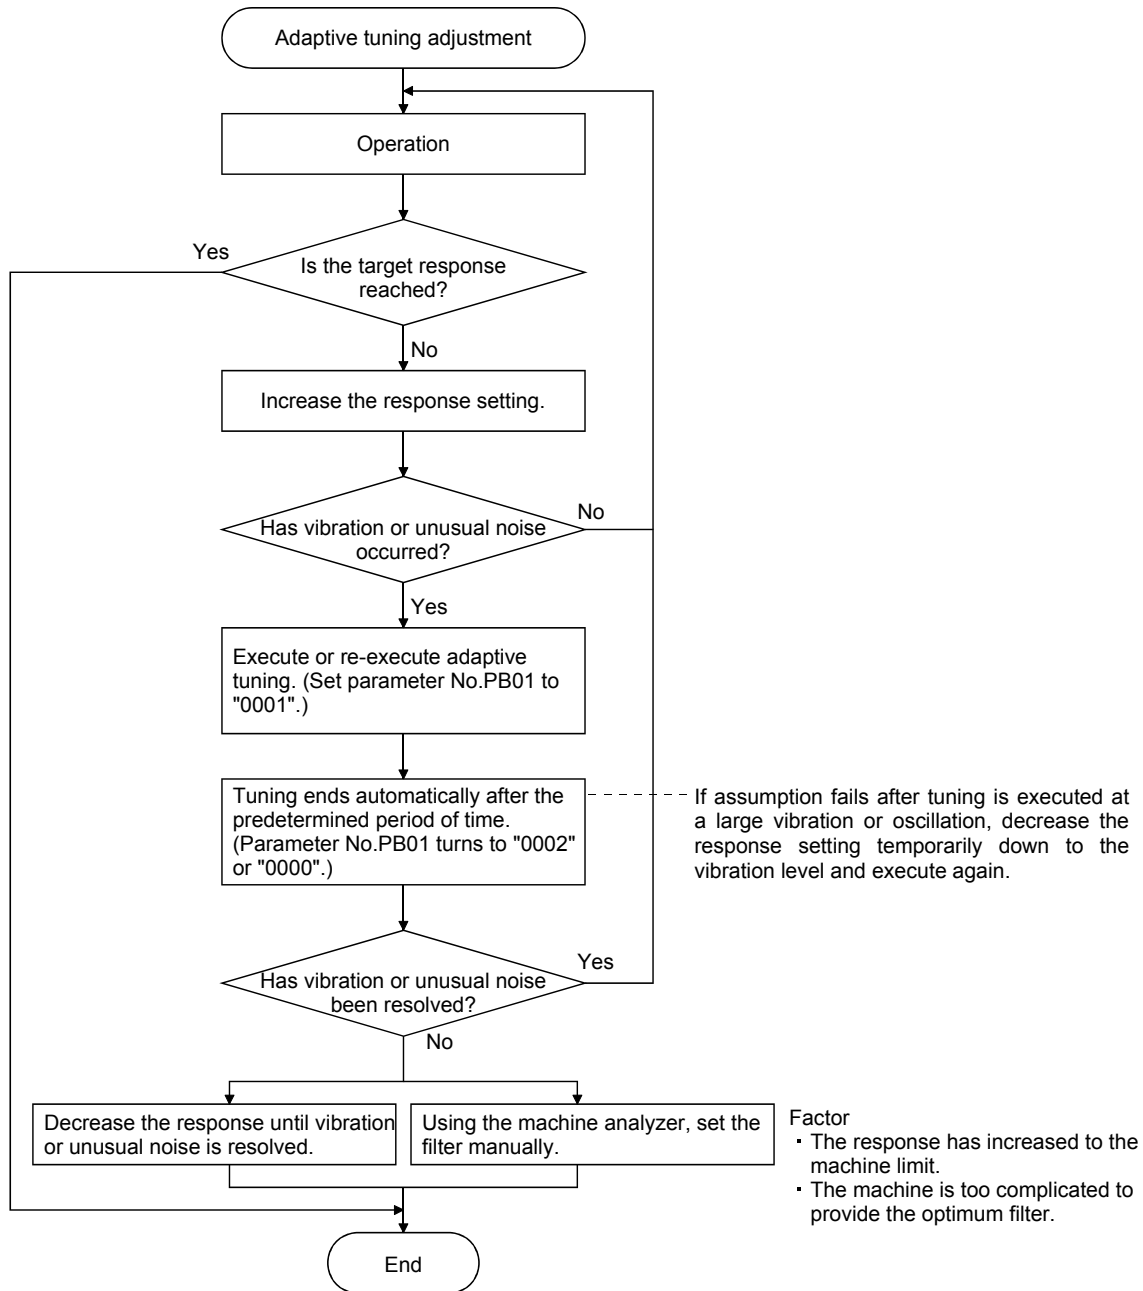 Adaptive tuning adjustment
Operation
Yes
Is the target response
reached?
No
Increase the response setting.
No
Has vibration or unusual noise
occurred?
Yes
Execute or re-execute adaptive
tuning. (Set parameter No.PB01 to
"0001".)
Tuning ends automatically after the
predetermined period of time.
(Parameter No.PB01 turns to "0002"
or "0000".)
If assumption fails after tuning is executed at
a large vibration or oscillation, decrease the
response setting temporarily down to the
vibration level and execute again.
Yes
Has vibration or unusual noise
been resolved?
No
Decrease the response until vibration
or unusual noise is resolved.
Using the machine analyzer, set the
filter manually.
Factor
· The response has increased to the
machine limit.
· The machine is too complicated to
provide the optimum filter.
End